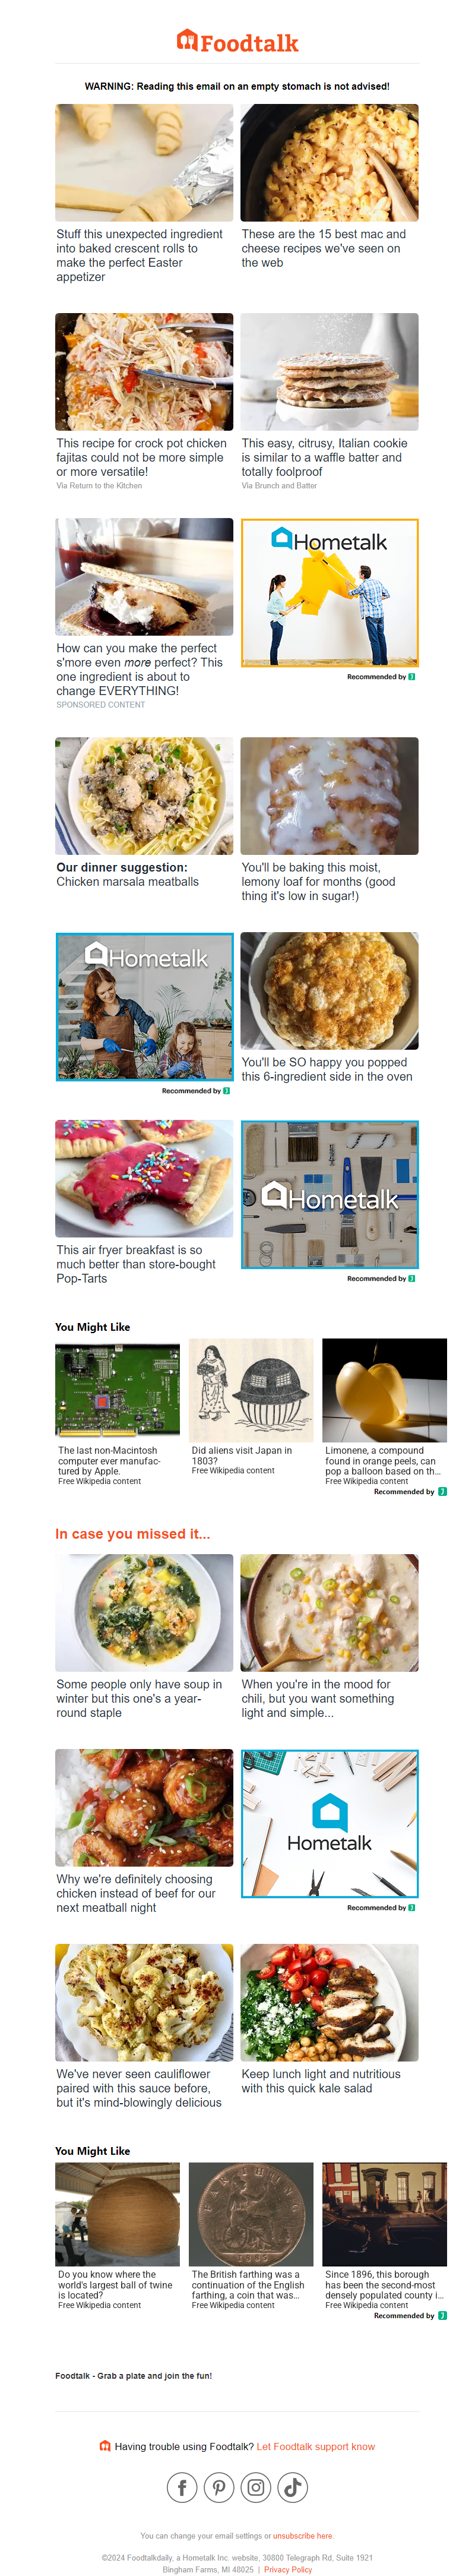 Foodtalk
WARNING: Reading this email on an empty stomach is not advised!
Stuff this unexpected ingredient
into baked crescent rolls to
make the perfect Easter
appetizer
These are the 15 best mac and
cheese recipes we've seen on
the web
This recipe for crock pot chicken
fajitas could not be more simple
or more versatile!
Via Return to the Kitchen
This easy, citrusy, Italian cookie
is similar to a waffle batter and
totally foolproof
Via Brunch and Batter
How can you make the perfect
s'more even more perfect? This
one ingredient is about to
change EVERYTHING!
SPONSORED CONTENT
Hometalk
Recommended by
Our dinner suggestion:
Chicken marsala meatballs
You'll be baking this moist,
lemony loaf for months (good
thing it's low in sugar!)
Hometalk
Recommended by
You'll be SO happy you popped
this 6-ingredient side in the oven
This air fryer breakfast is so
much better than store-bought
Pop-Tarts
Hometalk
Recommended by
You Might Like
The last non-Macintosh
computer ever manufac-
tured by Apple.
Free Wikipedia content
Did aliens visit Japan in
1803?
Free Wikipedia content
Limonene, a compound
found in orange peels, can
pop a balloon based on th...
Free Wikipedia content
Recommended by
In case you missed it...
Some people only have soup in
winter but this one's a year-
round staple
When you're in the mood for
chili, but you want something
light and simple...
Why we're definitely choosing
chicken instead of beef for our
next meatball night
Hometalk
Recommended by
We've never seen cauliflower
paired with this sauce before,
but it's mind-blowingly delicious
Keep lunch light and nutritious
with this quick kale salad
You Might Like
Do you know where the
world's largest ball of twine
is located?
Free Wikipedia content
The British farthing was a
continuation of the English
farthing, a coin that was...
Free Wikipedia content
Since 1896, this borough
has been the second-most
densely populated county i...
Free Wikipedia content
Recommended by
Foodtalk - Grab a plate and join the fun!
Having trouble using Foodtalk? Let Foodtalk support know
You can change your email settings or unsubscribe here.
©2024 Foodtalkdaily, a Hometalk Inc. website, 30800 Telegraph Rd, Suite 1921
Bingham Farms, MI 48025 | Privacy Policy